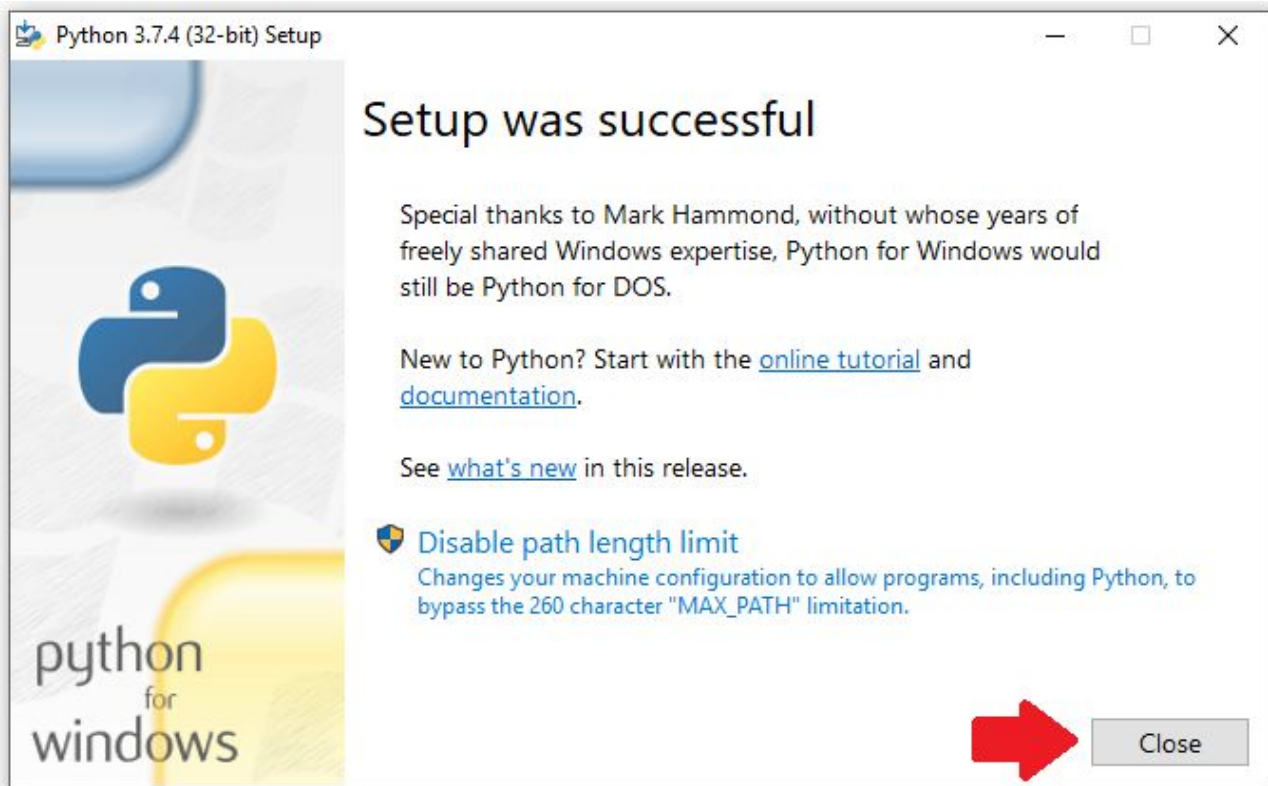 Python 3.7.4 (32-bit) Setup
Setup was successful
Special thanks to Mark Hammond, without whose years of
freely shared Windows expertise, Python for Windows would
still be Python for DOS.
New to Python? Start with the online tutorial and
documentation.
See what's new in this release.
Disable path length limit
Changes your machine configuration to allow programs, including Python, to
bypass the 260 character "MAX_PATH" limitation.
python
for
windows
Close